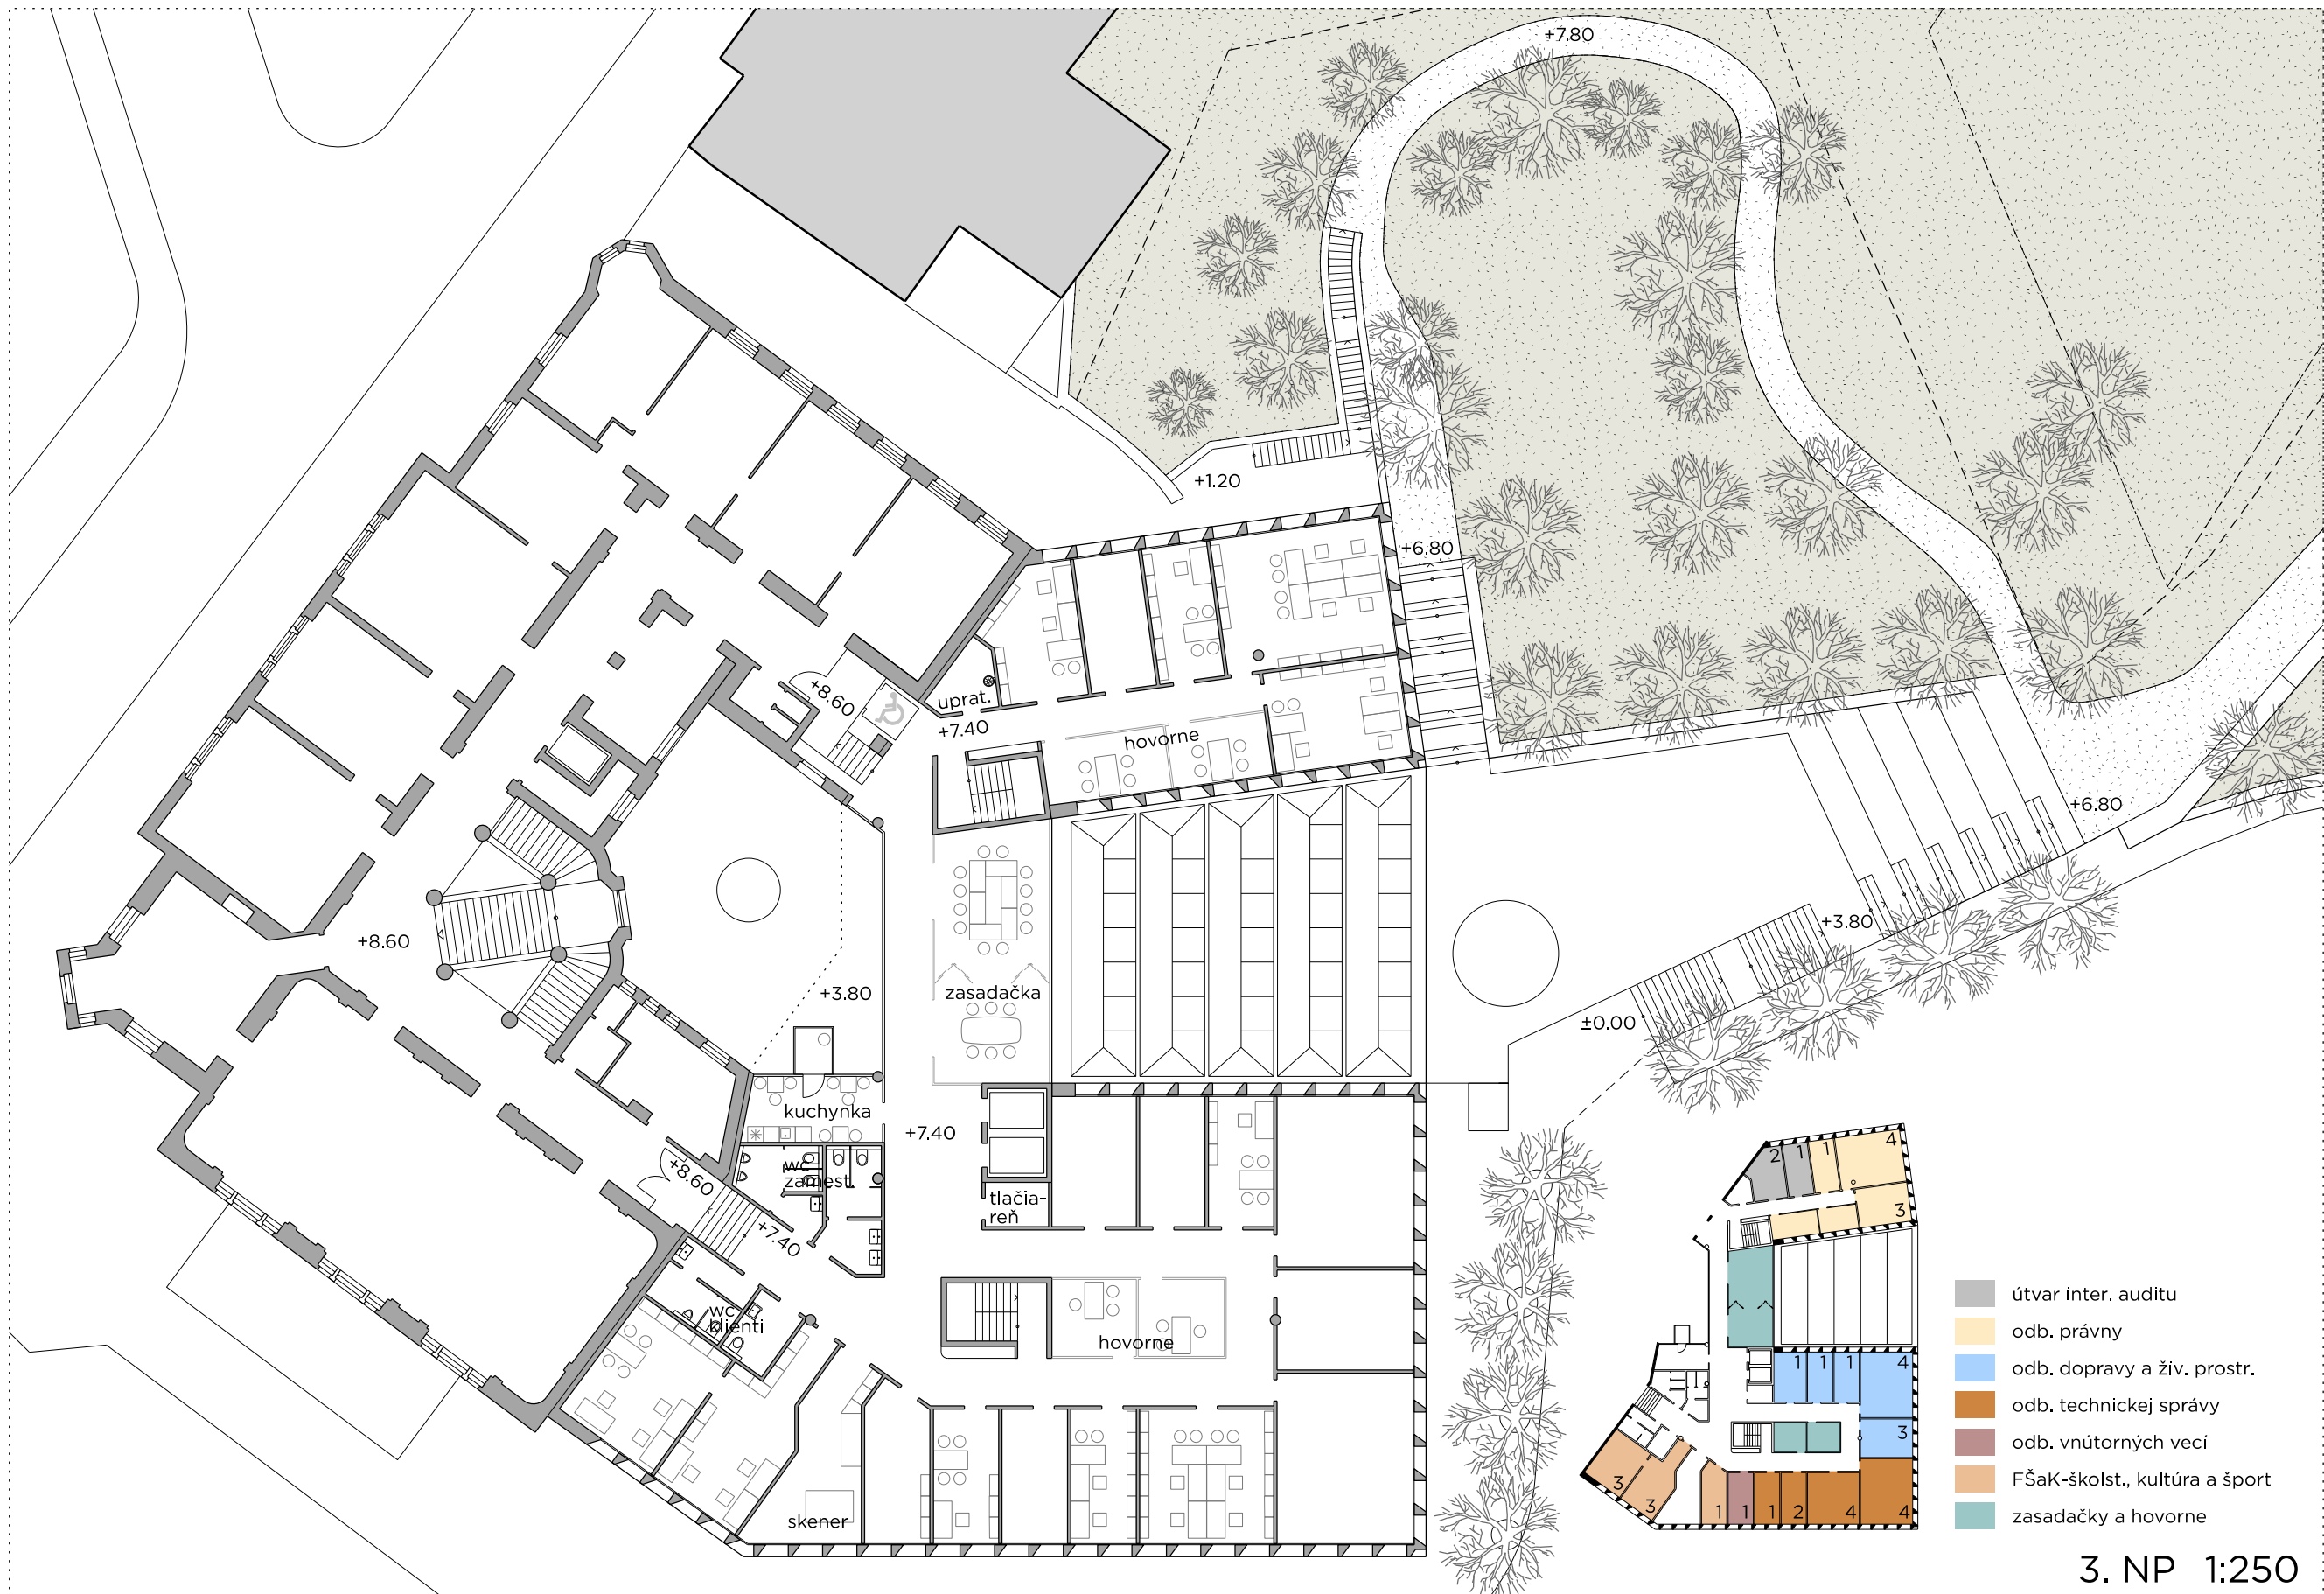 +7.80
+1.20
+6.80
+8.60
uprat.
+7.40
hovorne
+6.80
+8.60
+3.80
zasadačka
+3.80
±0.00
kuchynka
+7.40
wc
zamest.
+8.60
tlačia-
reň
+7.40
wc
klienti
hovorne
skener
2 1 1 4
3
1 1 1 4
3
3 3 1 1 1 2 4 4
útvar inter. auditu
odb. právny
odb. dopravy a živ. prostr.
odb. technickej správy
odb. vnútorných vecí
FŠaK-školst., kultúra a šport
zasadačky a hovorne
3. NP 1:250